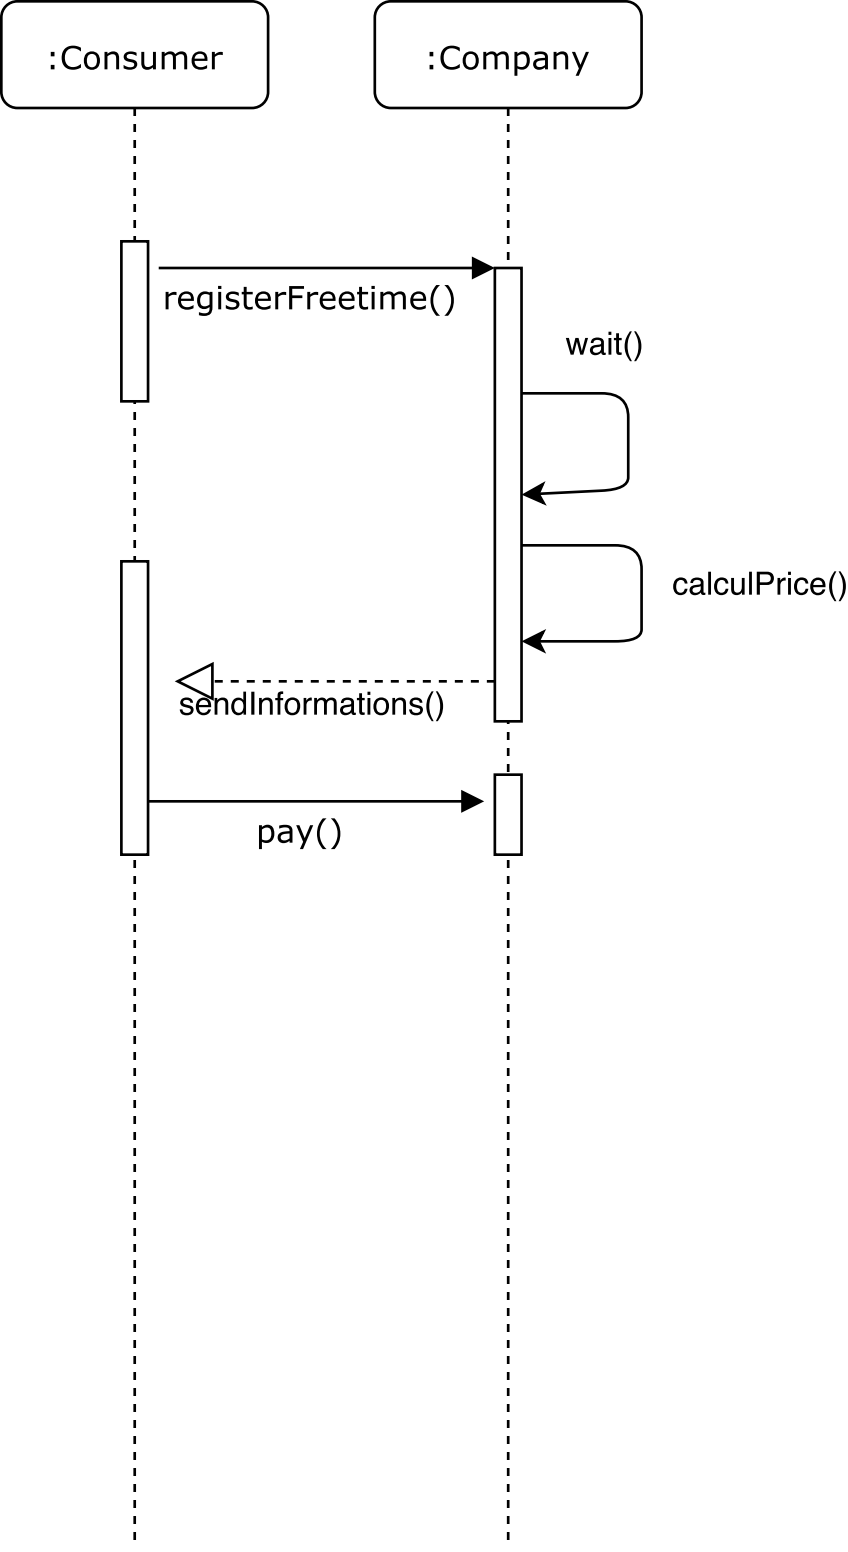 :Consumer
:Company
registerFreetime()
wait()
calculPrice()
sendInformations()
pay()